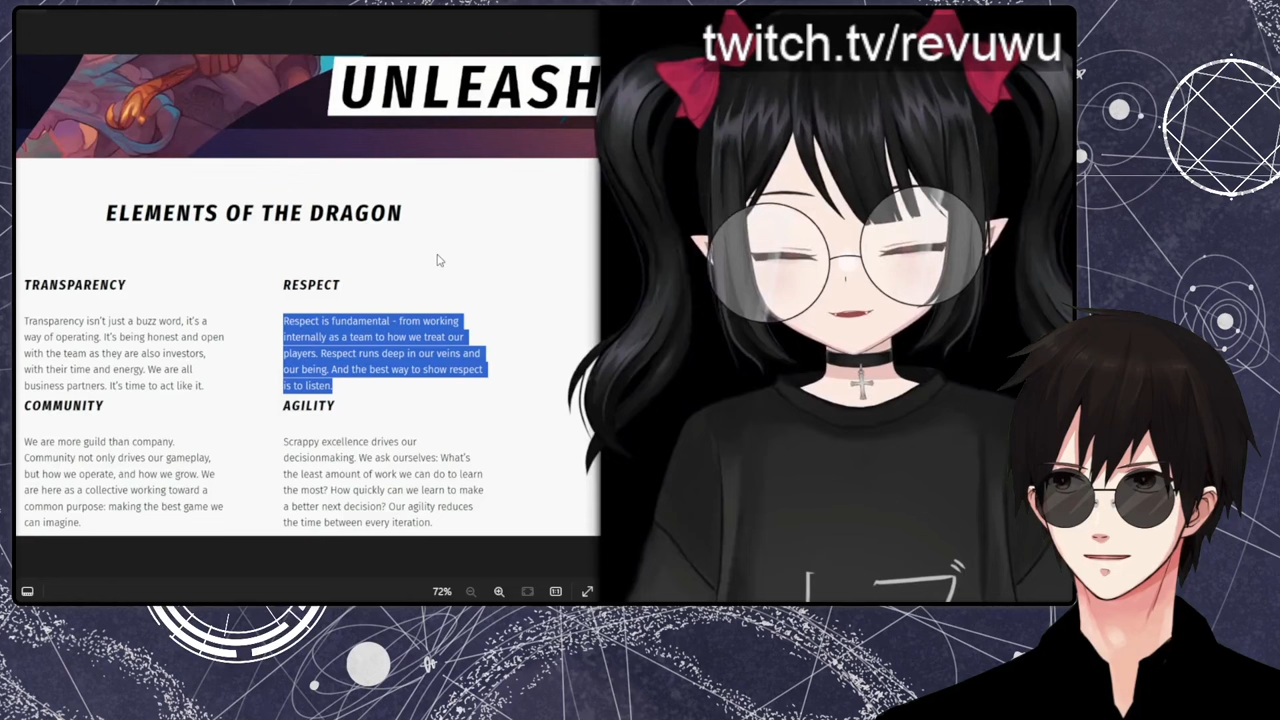 twitch.tv/revuwu
UNLEASH
ELEMENTS OF THE DRAGON
TRANSPARENCY
Transparency isn't just a buzz word, it's a
way of operating. It's being honest and open
with the team as they are also investors,
with their time and energy. We are all
business partners. It's time to act like it.
RESPECT
Respect is fundamental - from working
internally as a team to how we treat our
players. Respect runs deep in our veins and
our being. And the best way to show respect
is to listen.
COMMUNITY
We are more guild than company.
Community not only drives our gameplay,
but how we operate, and how we grow. We
are here as a collective working toward a
common purpose: making the best game we
can imagine.
AGILITY
Scrappy excellence drives our
decisionmaking. We ask ourselves: What's
the least amount of work we can do to learn
the most? How quickly can we learn to make
a better next decision? Our agility reduces
the time between every iteration.
72%